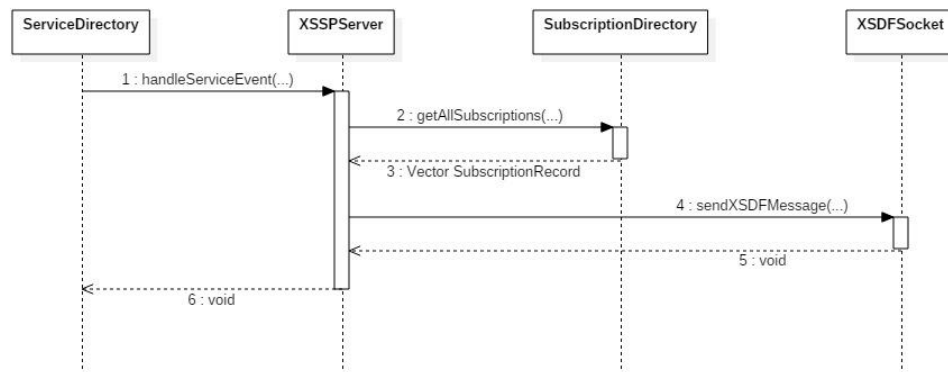 ServiceDirectory
XSSPServer
SubscriptionDirectory
XSDFSocket
1 : handleServiceEvent(...)
2 : getAllSubscriptions(...)
3 : Vector SubscriptionRecord
4 : sendXSDFMessage(...)
5 : void
6 : void